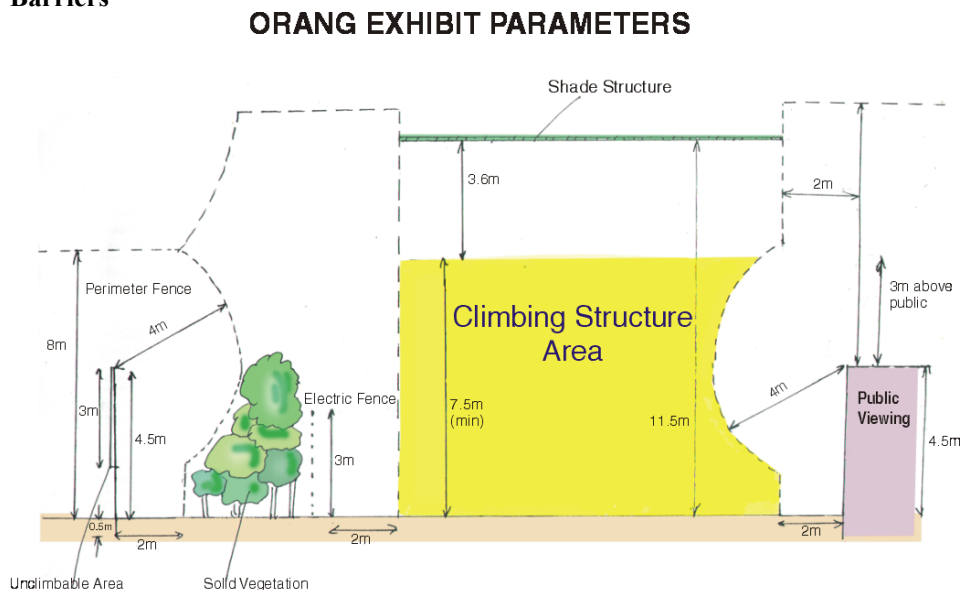 Barriers
ORANG EXHIBIT PARAMETERS
Shade Structure
3.6m
2m
Perimeter Fence
3m above
public
4m
8m
Climbing Structure
Area
Electric Fence
4m
3m
4.5m
7.5m
(min)
11.5m
Public
Viewing
4.5m
3m
0.5m
2m
2m
2m
Unclimbable Area
Solid Vegetation